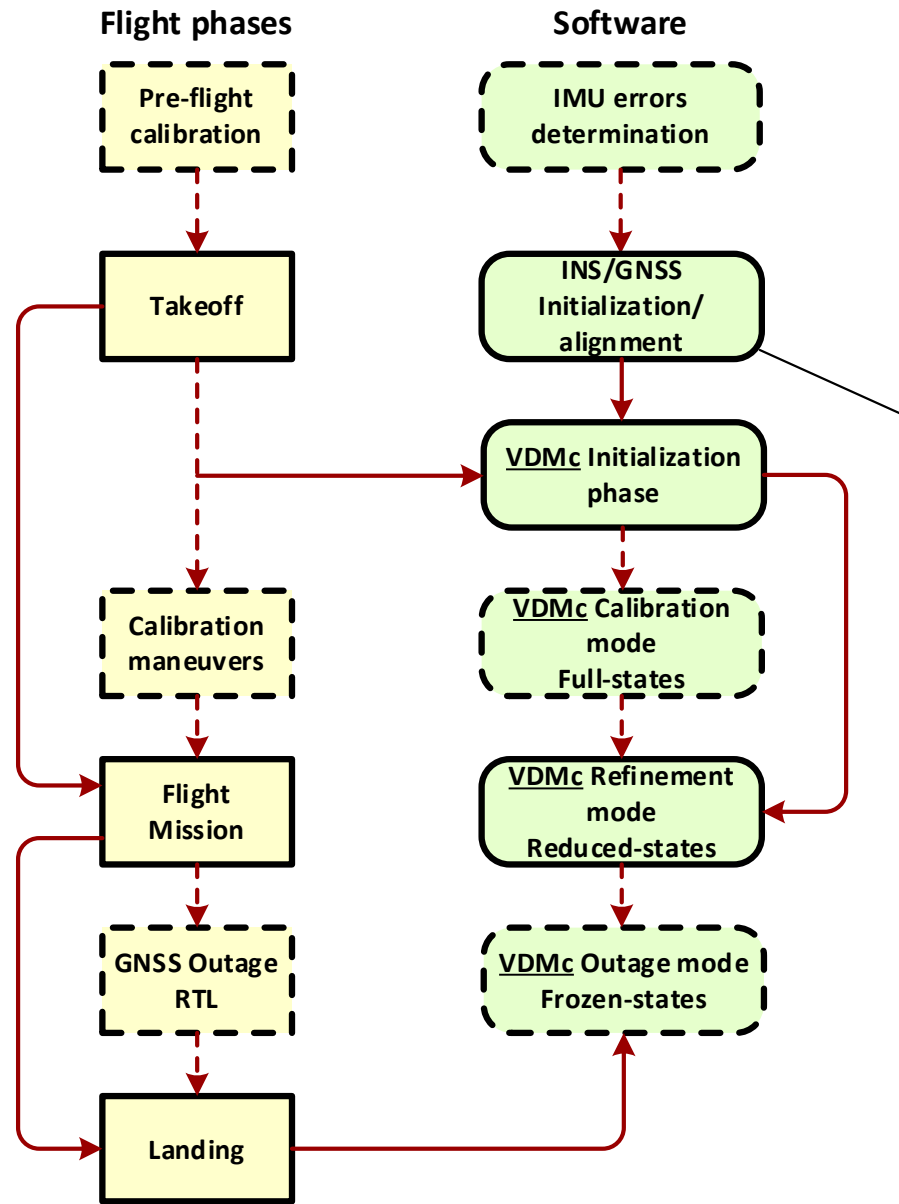 Flight phases
Software
Pre-flight
calibration
IMU errors
determination
Takeoff
INS/GNSS
Initialization/
alignment
VDMc Initialization
phase
Calibration
maneuvers
VDMc Calibration
mode
Full-states
Flight
Mission
VDMc Refinement
mode
Reduced-states
GNSS Outage
RTL
VDMc Outage mode
Frozen-states
Landing